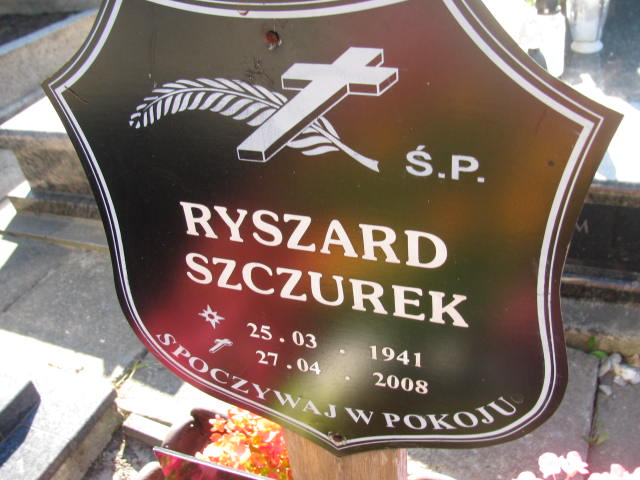 Ś.P.
RYSZARD
SZCZUREK
25.03 . 1941
27.04 . 2008
SPOCZYWAJ W POKOJU